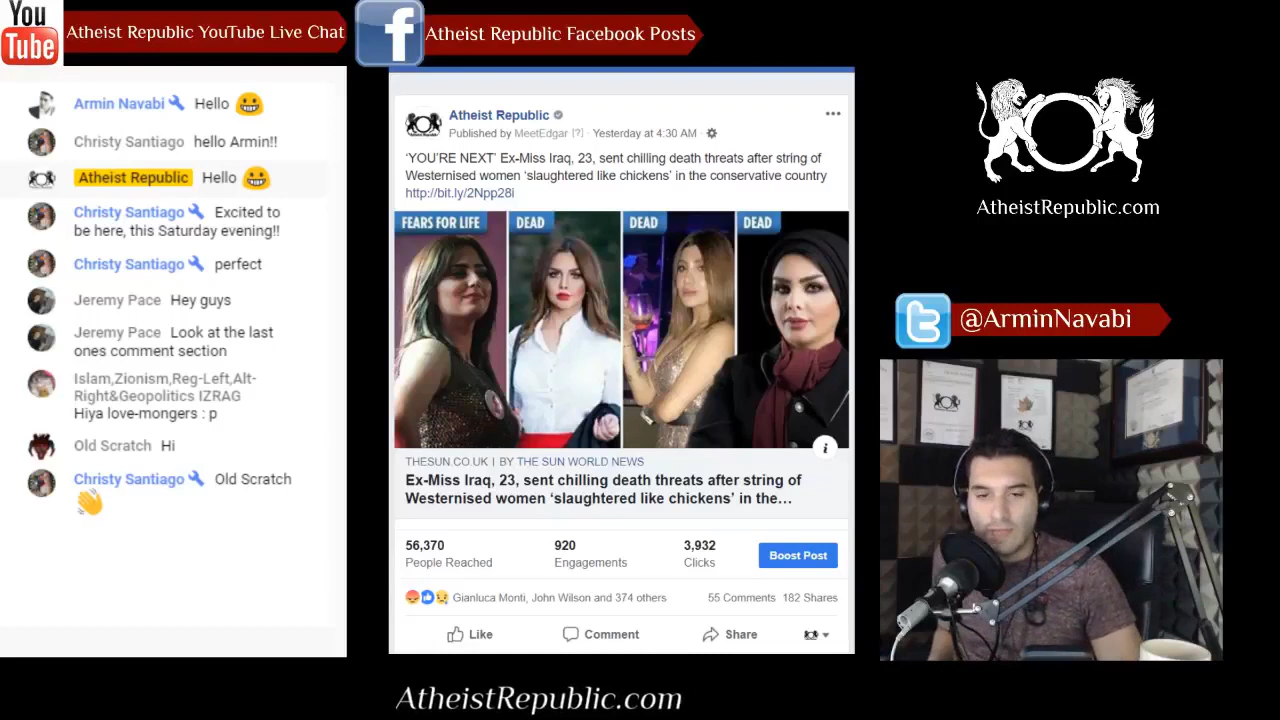 You
Tube
Atheist Republic YouTube Live Chat
f
Atheist Republic Facebook Posts
Armin Navabi Hello
Christy Santiago hello Armin!!
Atheist Republic Hello
Christy Santiago Excited to
be here, this Saturday evening!!
Christy Santiago perfect
Jeremy Pace Hey guys
Jeremy Pace Look at the last
ones comment section
Islam,Zionism,Reg-Left,Alt-
Right&Geopolitics IZRAG
Hiya love-mongers : p
Old Scratch Hi
Christy Santiago Old Scratch
Atheist Republic
Published by MeetEdgar [?] · Yesterday at 4:30 AM ·
‘YOU’RE NEXT’ Ex-Miss Iraq, 23, sent chilling death threats after string of
Westernised women ‘slaughtered like chickens’ in the conservative country
http://bit.ly/2Npp28i
FEARS FOR LIFE DEAD DEAD DEAD
i
THESUN.CO.UK | BY THE SUN WORLD NEWS
Ex-Miss Iraq, 23, sent chilling death threats after string of
Westernised women ‘slaughtered like chickens’ in the…
56,370 920 3,932
People Reached Engagements Clicks
Boost Post
Gianluca Monti, John Wilson and 374 others 55 Comments 182 Shares
Like Comment Share
AtheistRepublic.com
@ArminNavabi
AtheistRepublic.com